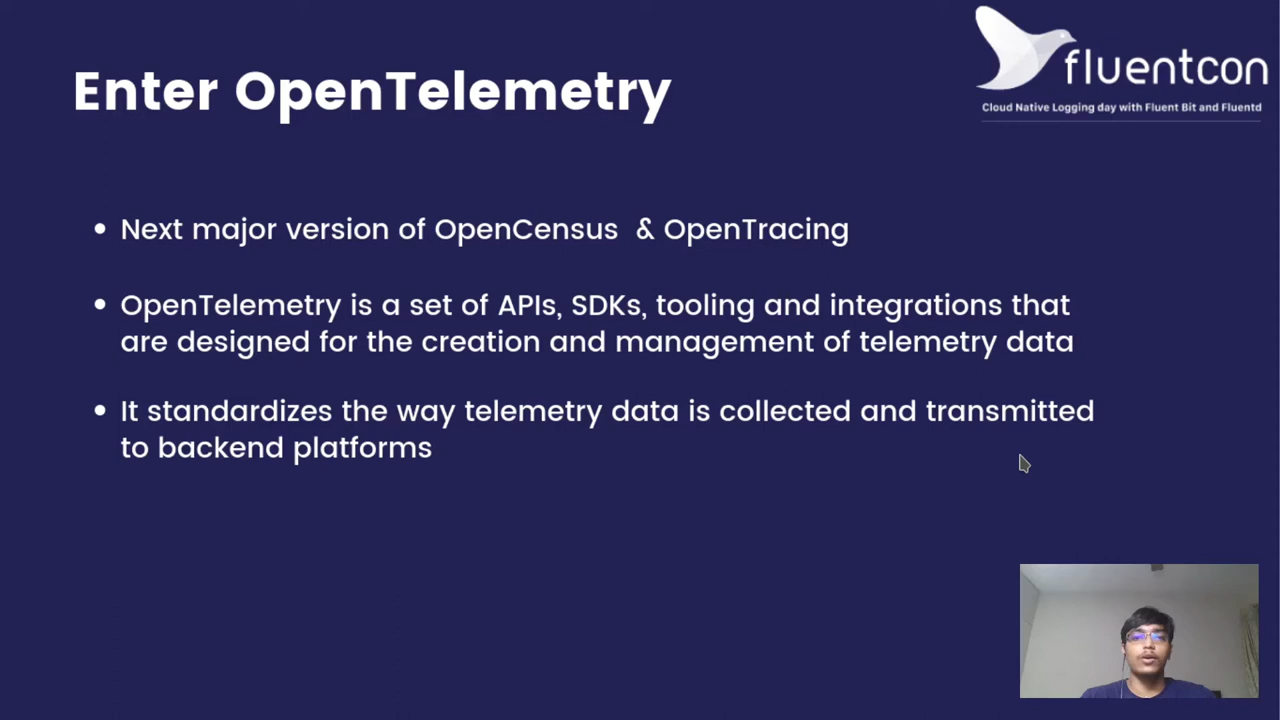 Enter OpenTelemetry
fluentcon
Cloud Native Logging day with Fluent Bit and Fluentd
• Next major version of OpenCensus & OpenTracing
• OpenTelemetry is a set of APIs, SDKs, tooling and integrations that
are designed for the creation and management of telemetry data
• It standardizes the way telemetry data is collected and transmitted
to backend platforms